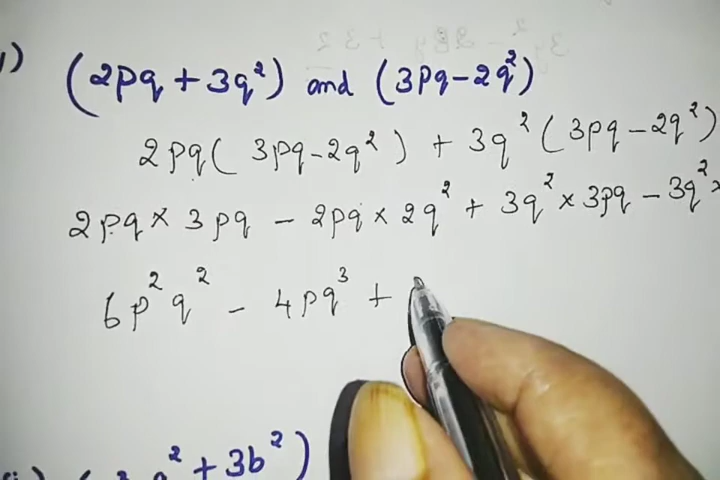 (2pq + 3q²) and (3pq - 2q²)
2pq ( 3pq - 2q² ) + 3q² ( 3pq - 2q² )
2pq × 3pq - 2pq × 2q² + 3q² × 3pq - 3q² ×
6p²q² - 4pq³ +
² + 3b²)